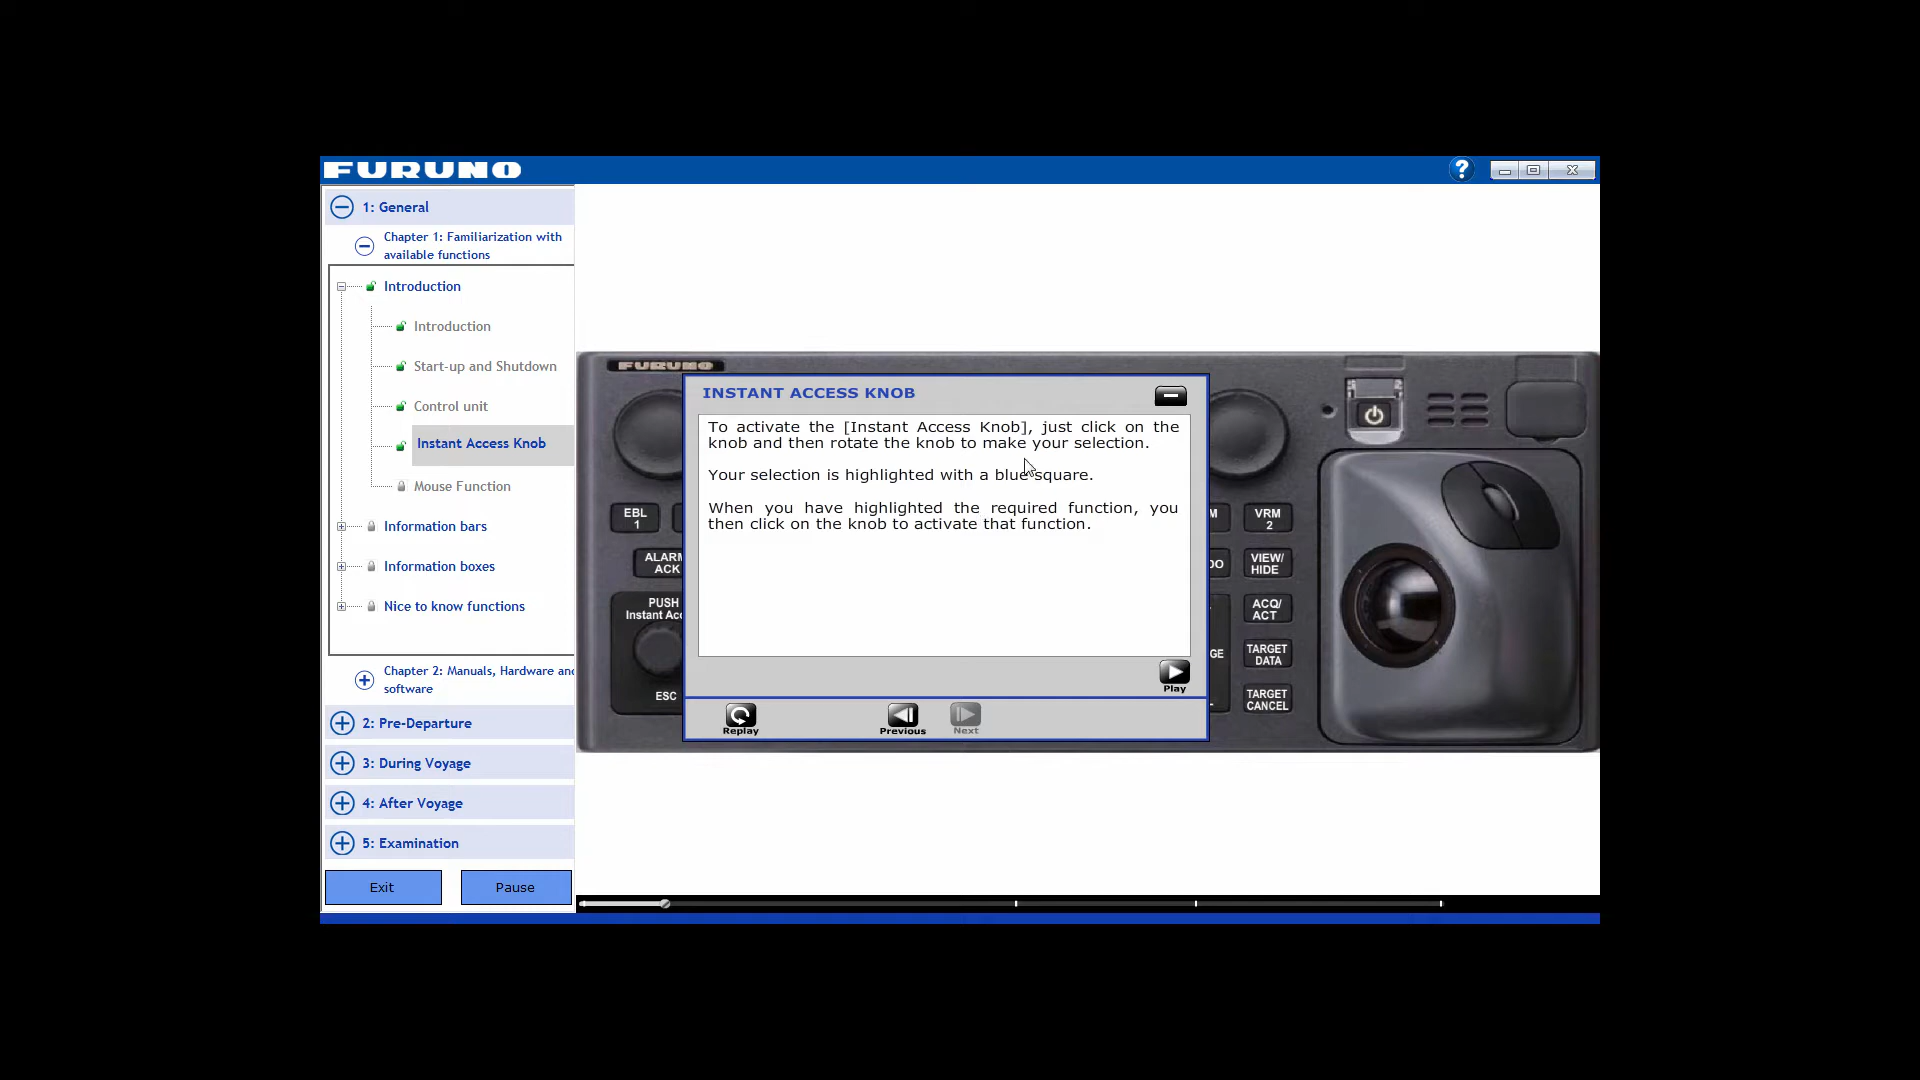 FURUNO
?
1: General
Chapter 1: Familiarization with
available functions
Introduction
Introduction
Start-up and Shutdown
Control unit
Instant Access Knob
Mouse Function
Information bars
Information boxes
Nice to know functions
Chapter 2: Manuals, Hardware and
software
2: Pre-Departure
3: During Voyage
4: After Voyage
5: Examination
Exit
Pause
FURUNO
INSTANT ACCESS KNOB
To activate the [Instant Access Knob], just click on the
knob and then rotate the knob to make your selection.
Your selection is highlighted with a blue square.
When you have highlighted the required function, you
then click on the knob to activate that function.
Play
Replay
Previous
Next
EBL
1
ALARM
ACK
PUSH
Instant Acc
ESC
VRM
2
VIEW/
HIDE
ACQ/
ACT
TARGET
DATA
TARGET
CANCEL